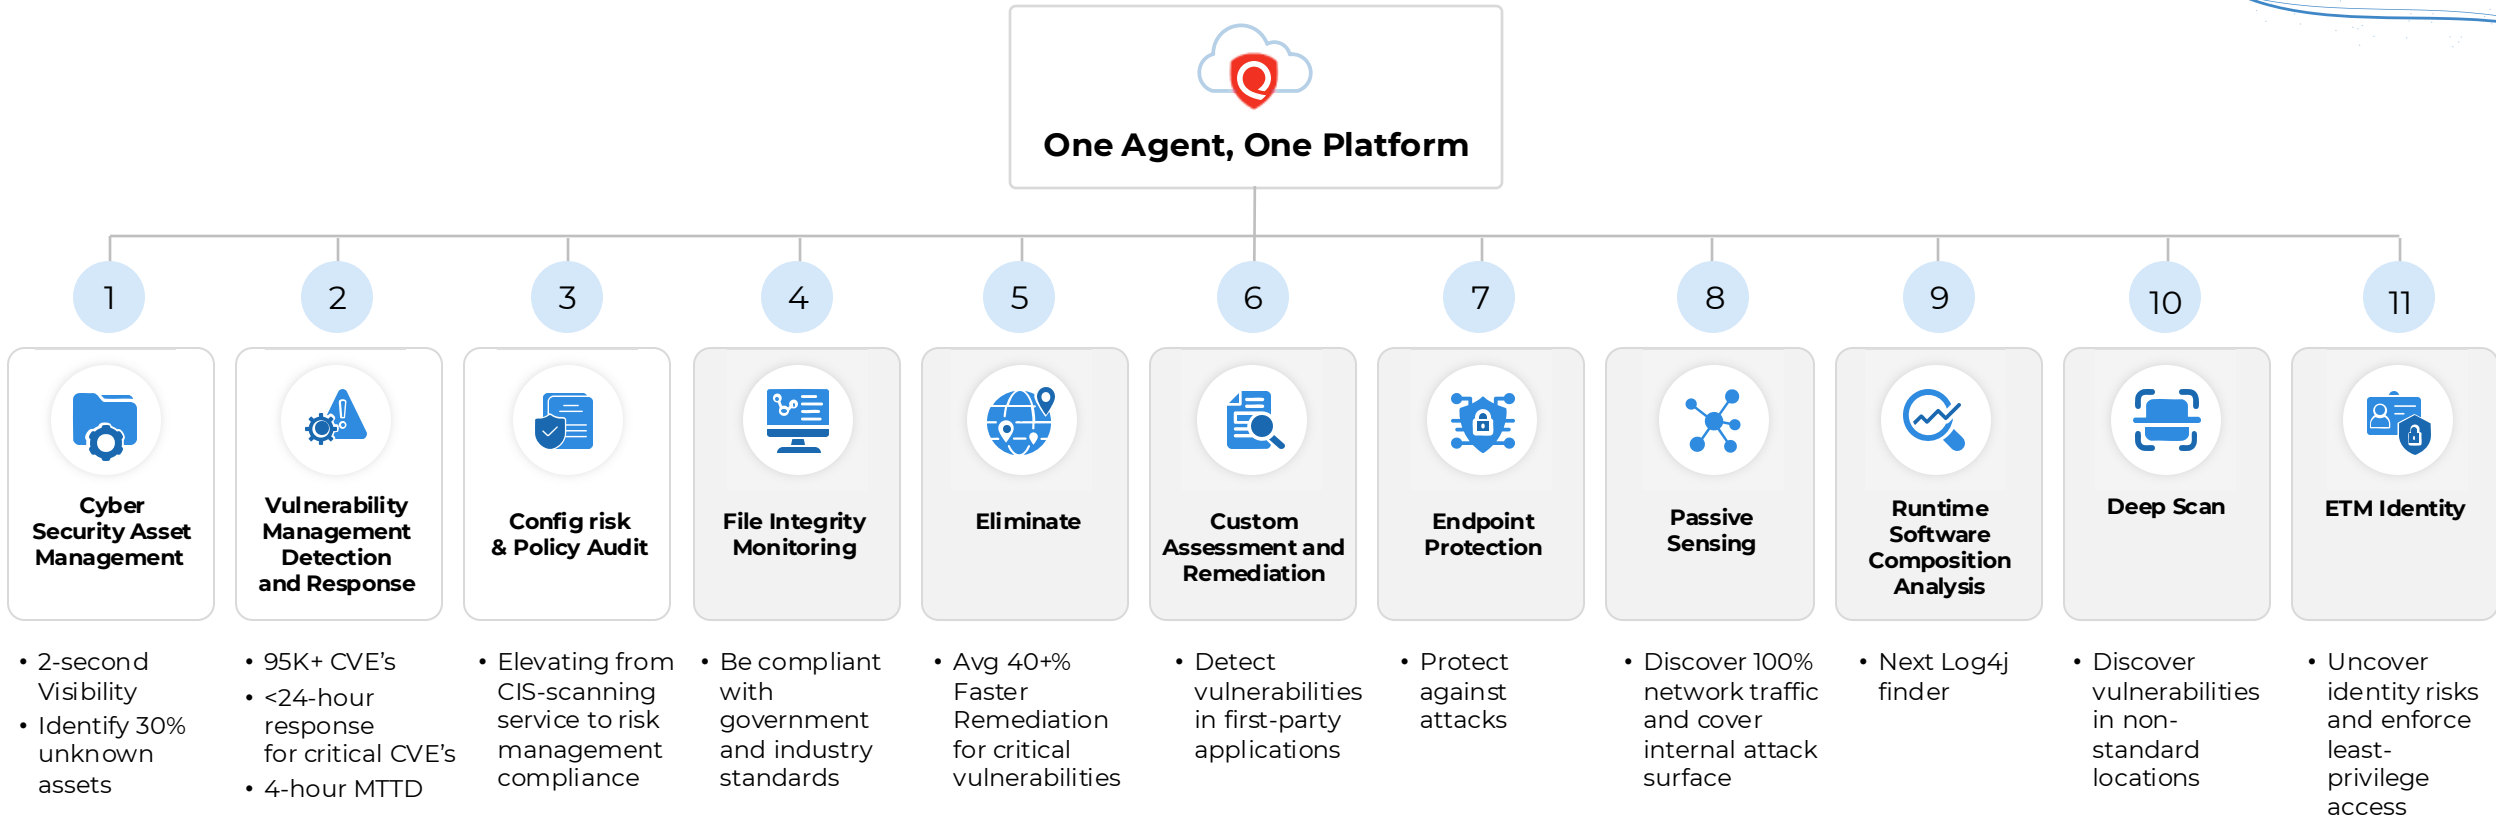 One Agent, One Platform
1
2
3
4
5
6
7
8
9
10
11
Cyber
Security Asset
Management
Vulnerability
Management
Detection
and Response
Config risk
& Policy Audit
File Integrity
Monitoring
Eliminate
Custom
Assessment and
Remediation
Endpoint
Protection
Passive
Sensing
Runtime
Software
Composition
Analysis
Deep Scan
ETM Identity
• 2-second
Visibility
• Identify 30%
unknown
assets
• 95K+ CVE’s
• <24-hour
response
for critical CVE’s
• 4-hour MTTD
• Elevating from
CIS-scanning
service to risk
management
compliance
• Be compliant
with
government
and industry
standards
• Avg 40+%
Faster
Remediation
for critical
vulnerabilities
• Detect
vulnerabilities
in first-party
applications
• Protect
against
attacks
• Discover 100%
network traffic
and cover
internal attack
surface
• Next Log4j
finder
• Discover
vulnerabilities
in non-
standard
locations
• Uncover
identity risks
and enforce
least-
privilege
access